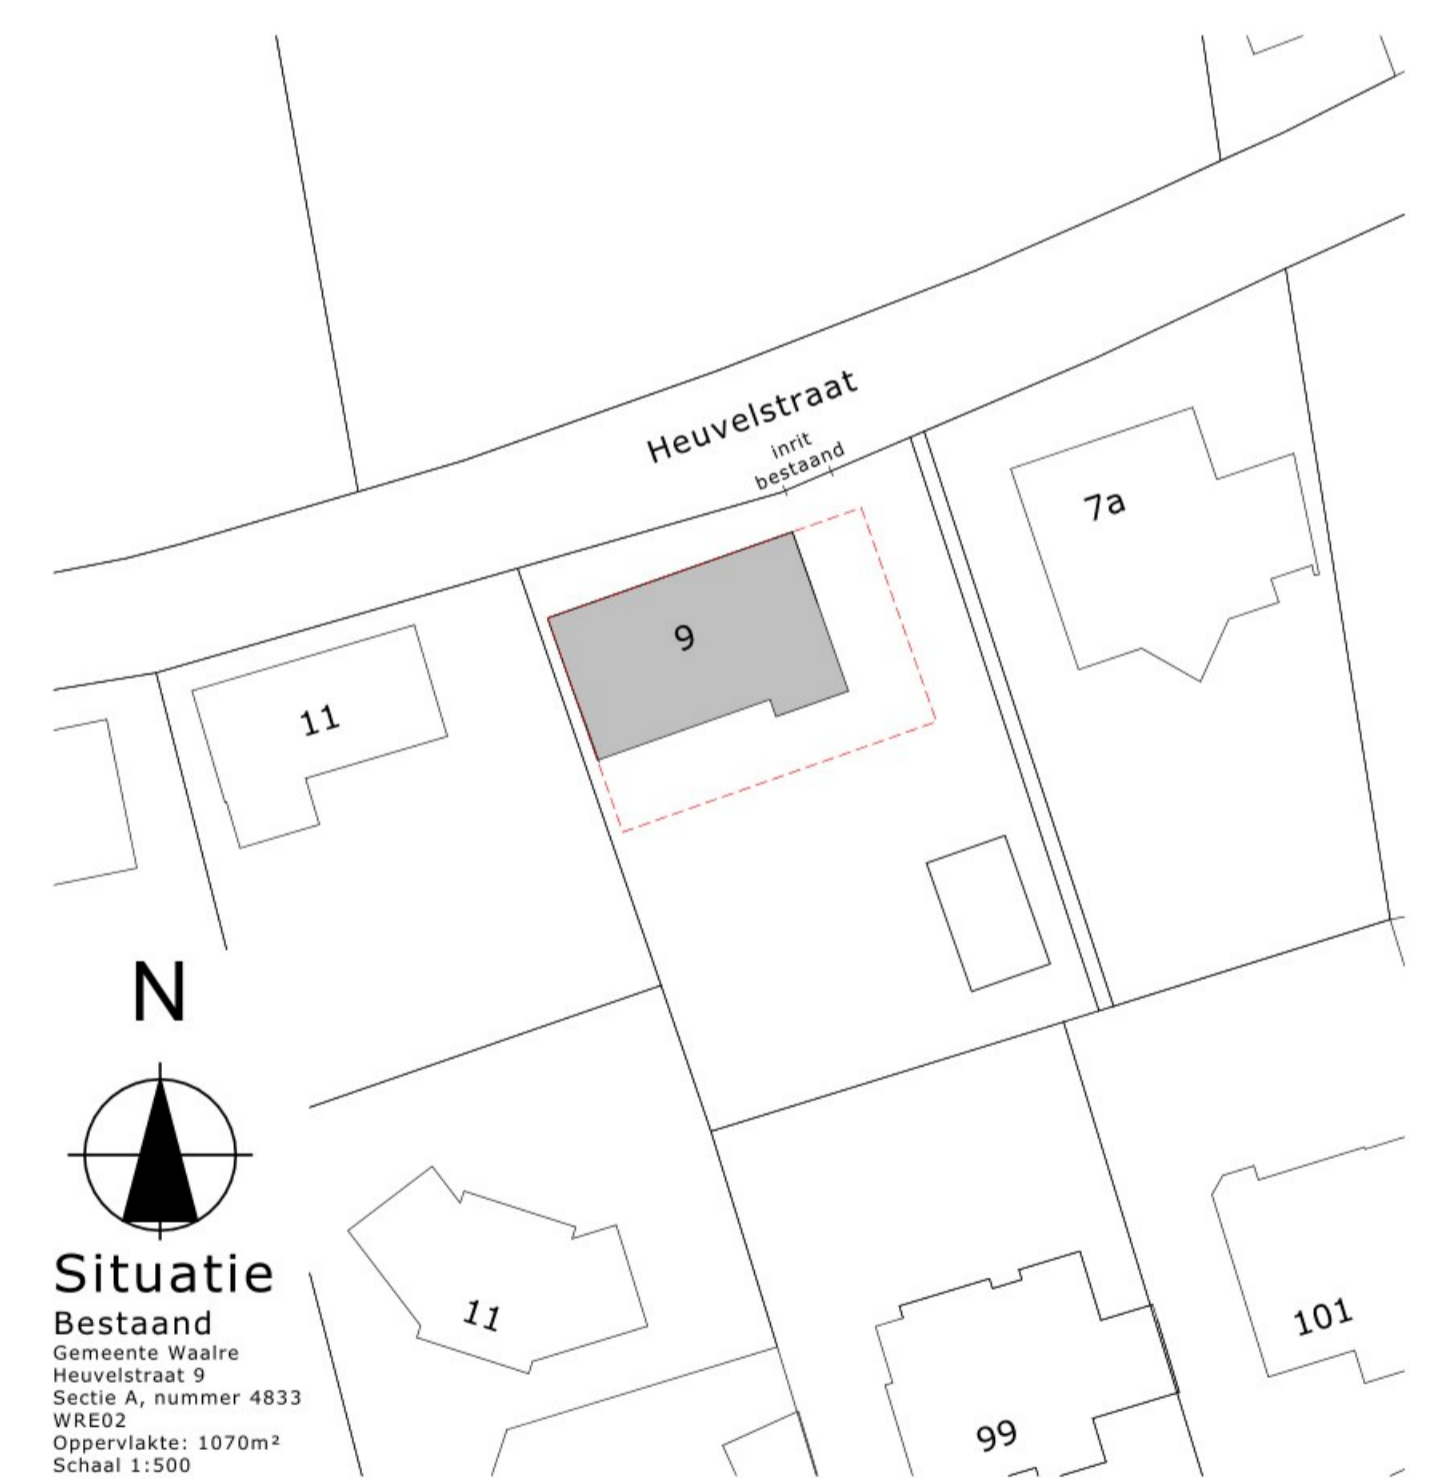 Heuvelstraat
inrit
bestaand
7a
9
11
N
11
101
99
Situatie
Bestaand
Gemeente Waalre
Heuvelstraat 9
Sectie A, nummer 4833
WRE02
Oppervlakte: 1070m²
Schaal 1:500